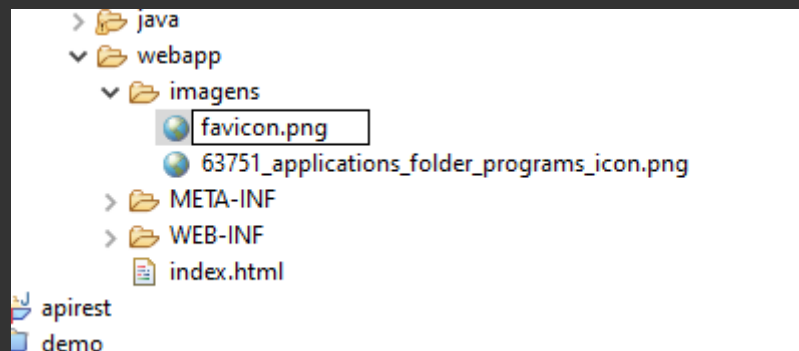 java
webapp
imagens
favicon.png
63751_applications_folder_programs_icon.png
META-INF
WEB-INF
index.html
apirest
demo